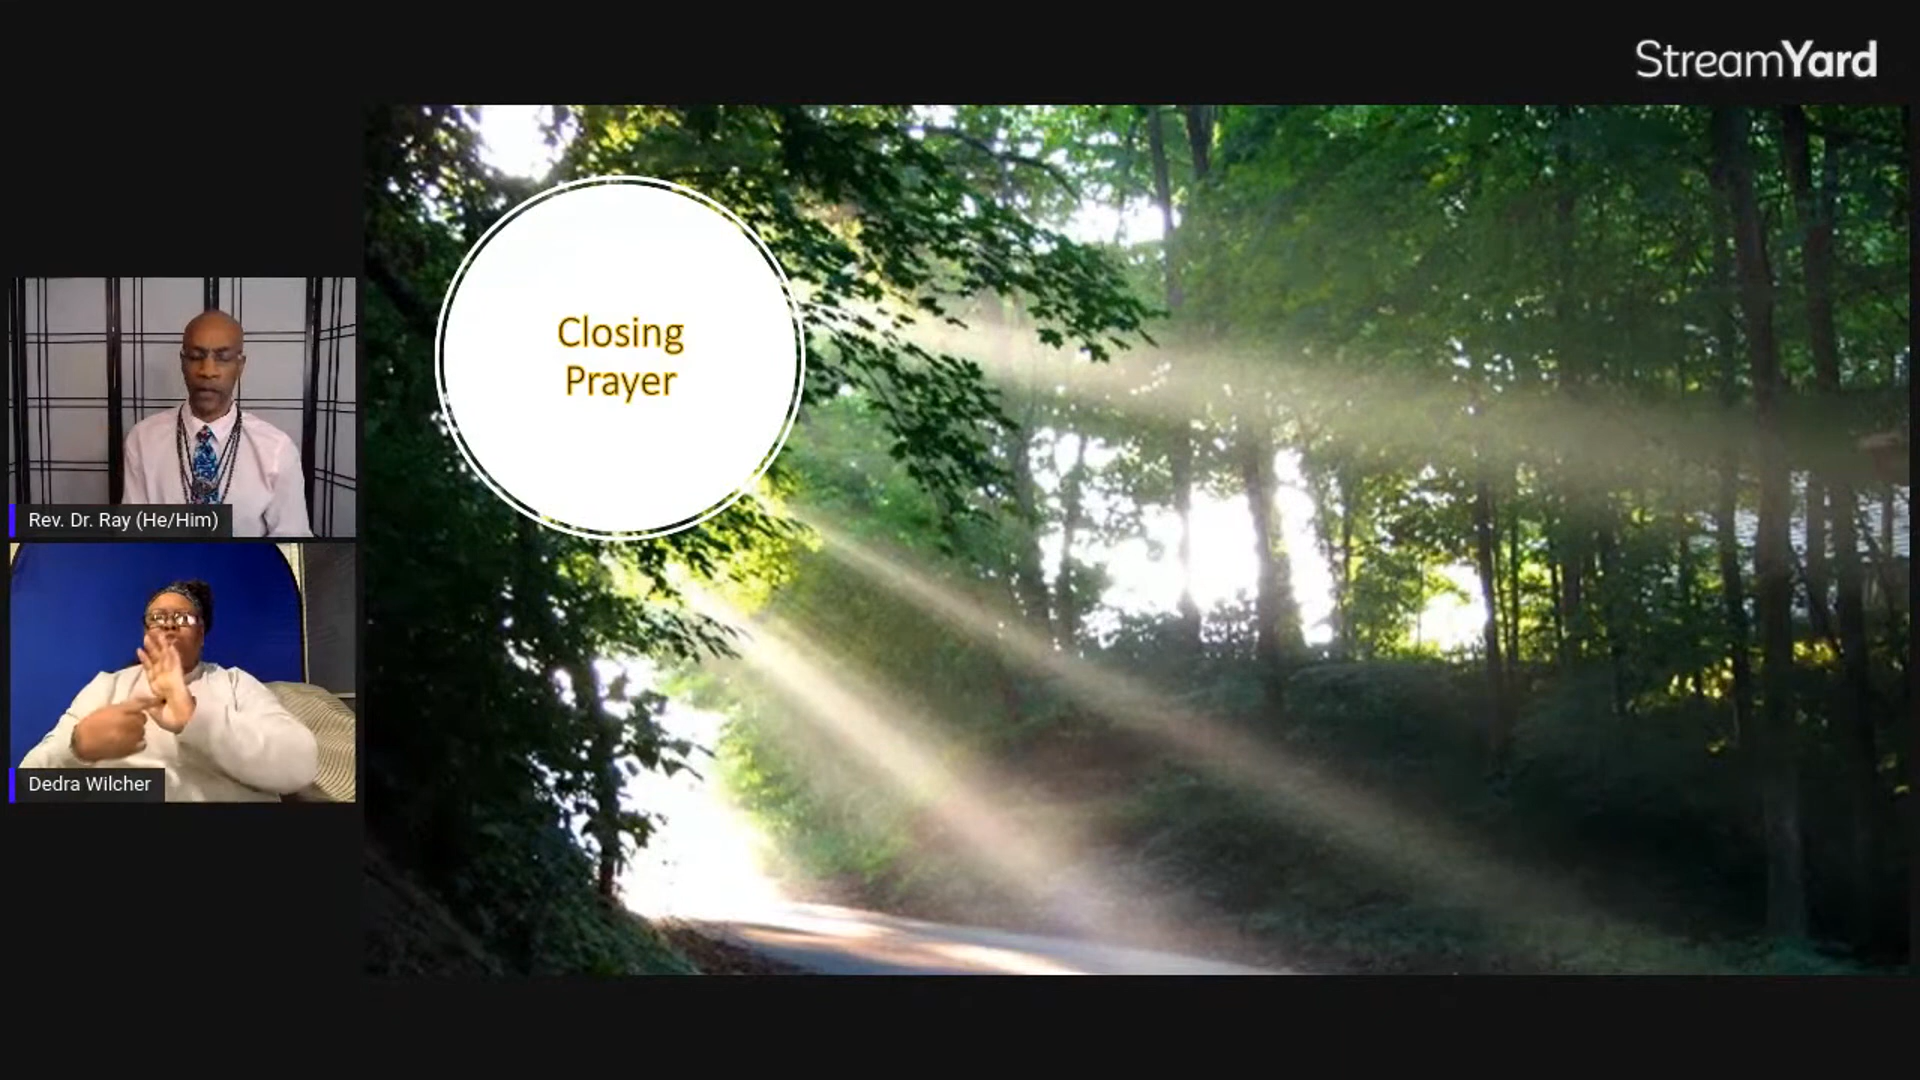 StreamYard
Closing
Prayer
Rev. Dr. Ray (He/Him)
Dedra Wilcher